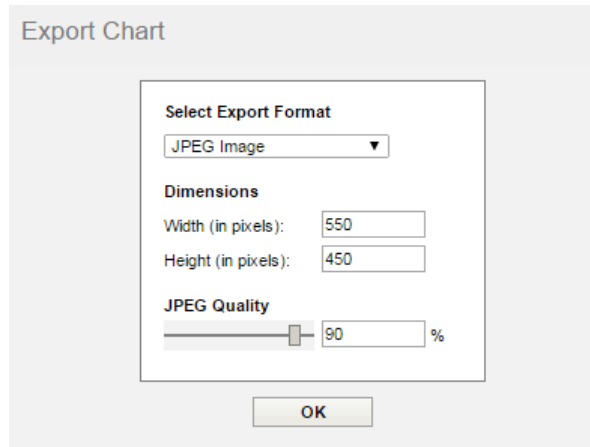 Export Chart
Select Export Format
JPEG Image
Dimensions
Width (in pixels): 550
Height (in pixels): 450
JPEG Quality
90 %
OK